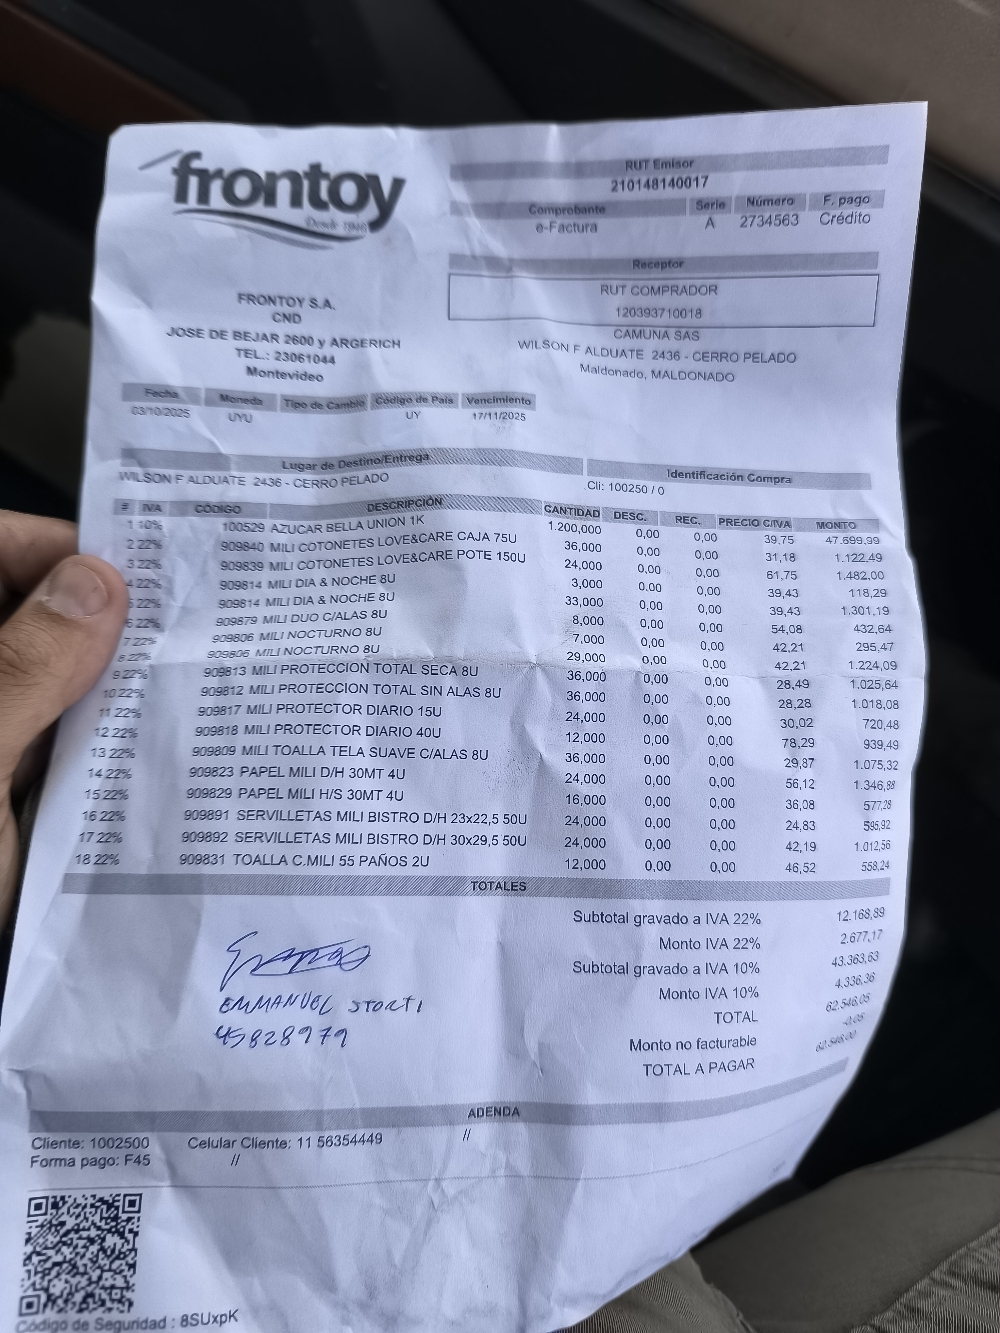 frontoy
Desde 1946
RUT Emisor
210148140017
Comprobante Serie Número F. pago
e-Factura A 2734563 Crédito
Receptor
RUT COMPRADOR
120393710018
CAMUNA SAS
WILSON F ALDUATE 2436 - CERRO PELADO
Maldonado, MALDONADO
FRONTOY S.A.
CND
JOSE DE BEJAR 2600 y ARGERICH
TEL.: 23061044
Montevideo
Fecha Moneda Tipo de Cambio Código de País Vencimiento
03/10/2025 UYU UY 17/11/2025
Lugar de Destino/Entrega Identificación Compra
WILSON F ALDUATE 2436 - CERRO PELADO .Cli: 100250 / 0
# IVA CÓDIGO DESCRIPCIÓN CANTIDAD DESC. REC. PRECIO C/IVA MONTO
1 10% 100529 AZUCAR BELLA UNION 1K 1.200,000 0,00 0,00 39,75 47.699,99
2 22% 909840 MILI COTONETES LOVE&CARE CAJA 75U 36,000 0,00 0,00 31,18 1.122,49
3 22% 909839 MILI COTONETES LOVE&CARE POTE 150U 24,000 0,00 0,00 61,75 1.482,00
4 22% 909814 MILI DIA & NOCHE 8U 3,000 0,00 0,00 39,43 118,29
5 22% 909814 MILI DIA & NOCHE 8U 33,000 0,00 0,00 39,43 1.301,19
6 22% 909879 MILI DUO C/ALAS 8U 8,000 0,00 0,00 54,08 432,64
7 22% 909806 MILI NOCTURNO 8U 7,000 0,00 0,00 42,21 295,47
8 22% 909806 MILI NOCTURNO 8U 29,000 0,00 0,00 42,21 1.224,09
9 22% 909813 MILI PROTECCION TOTAL SECA 8U 36,000 0,00 0,00 28,49 1.025,64
10 22% 909812 MILI PROTECCION TOTAL SIN ALAS 8U 36,000 0,00 0,00 28,28 1.018,08
11 22% 909817 MILI PROTECTOR DIARIO 15U 24,000 0,00 0,00 30,02 720,48
12 22% 909818 MILI PROTECTOR DIARIO 40U 12,000 0,00 0,00 78,29 939,49
13 22% 909809 MILI TOALLA TELA SUAVE C/ALAS 8U 36,000 0,00 0,00 29,87 1.075,32
14 22% 909823 PAPEL MILI D/H 30MT 4U 24,000 0,00 0,00 56,12 1.346,88
15 22% 909829 PAPEL MILI H/S 30MT 4U 16,000 0,00 0,00 36,08 577,28
16 22% 909891 SERVILLETAS MILI BISTRO D/H 23x22,5 50U 24,000 0,00 0,00 24,83 595,92
17 22% 909892 SERVILLETAS MILI BISTRO D/H 30x29,5 50U 24,000 0,00 0,00 42,19 1.012,56
18 22% 909831 TOALLA C.MILI 55 PAÑOS 2U 12,000 0,00 0,00 46,52 558,24
TOTALES
Subtotal gravado a IVA 22% 12.168,89
Monto IVA 22% 2.677,17
Subtotal gravado a IVA 10% 43.363,63
Monto IVA 10% 4.336,36
TOTAL 62.546,05
Monto no facturable -0,05
TOTAL A PAGAR 62.546,00
EMMANUEL STORTI
45828979
ADENDA
Cliente: 1002500 Celular Cliente: 11 56354449 //
Forma pago: F45 //
Código de Seguridad : 8SUxpK